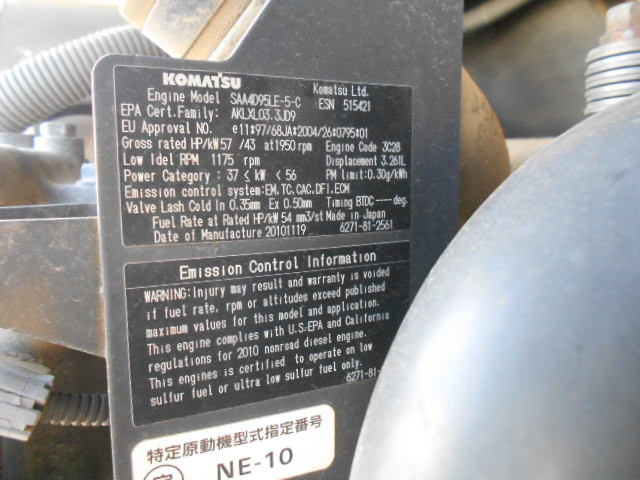 KOMATSU Komatsu Ltd.
Engine Model SAA4D95LE-5-C ESN 515421
EPA Cert.Family: AKLXL03.3JD9
EU Approval NO. e11*97/68JA*2004/26*0795*01
Gross rated HP/kW 57 /43 at1950rpm Engine Code 3C28
Low Idel RPM 1175 rpm Displacement 3.261L
Power Category : 37 ≤ kW < 56 PM limit:0.30g/kWh
Emission control system:EM.TC.CAC.DFI.ECM
Valve Lash Cold In 0.35mm Ex 0.50mm Timing BTDC ---- deg.
Fuel Rate at Rated HP/kW 54 mm3/st Made in Japan
Date of Manufacture 20101119 6271-81-2561
Emission Control Information
WARNING:Injury may result and warranty is voided
if fuel rate, rpm or altitudes exceed published
maximum values for this model and application.
This engine complies with U.S.EPA and California
regulations for 2010 nonroad diesel engine.
This engines is certified to operate on low
sulfur fuel or ultra low sulfur fuel only.
6271-81-
特定原動機型式指定番号
NE-10